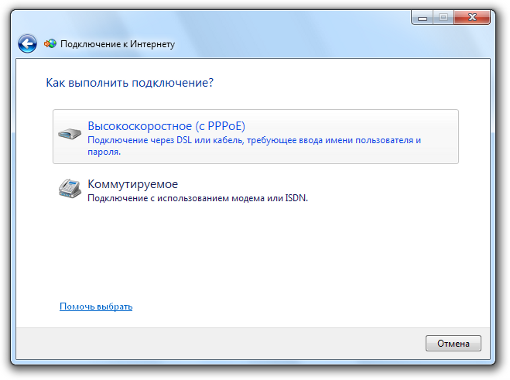 Подключение к Интернету
Как выполнить подключение?
Высокоскоростное (с PPPoE)
Подключение через DSL или кабель, требующее ввода имени пользователя и
пароля.
Коммутируемое
Подключение с использованием модема или ISDN.
Помочь выбрать
Отмена